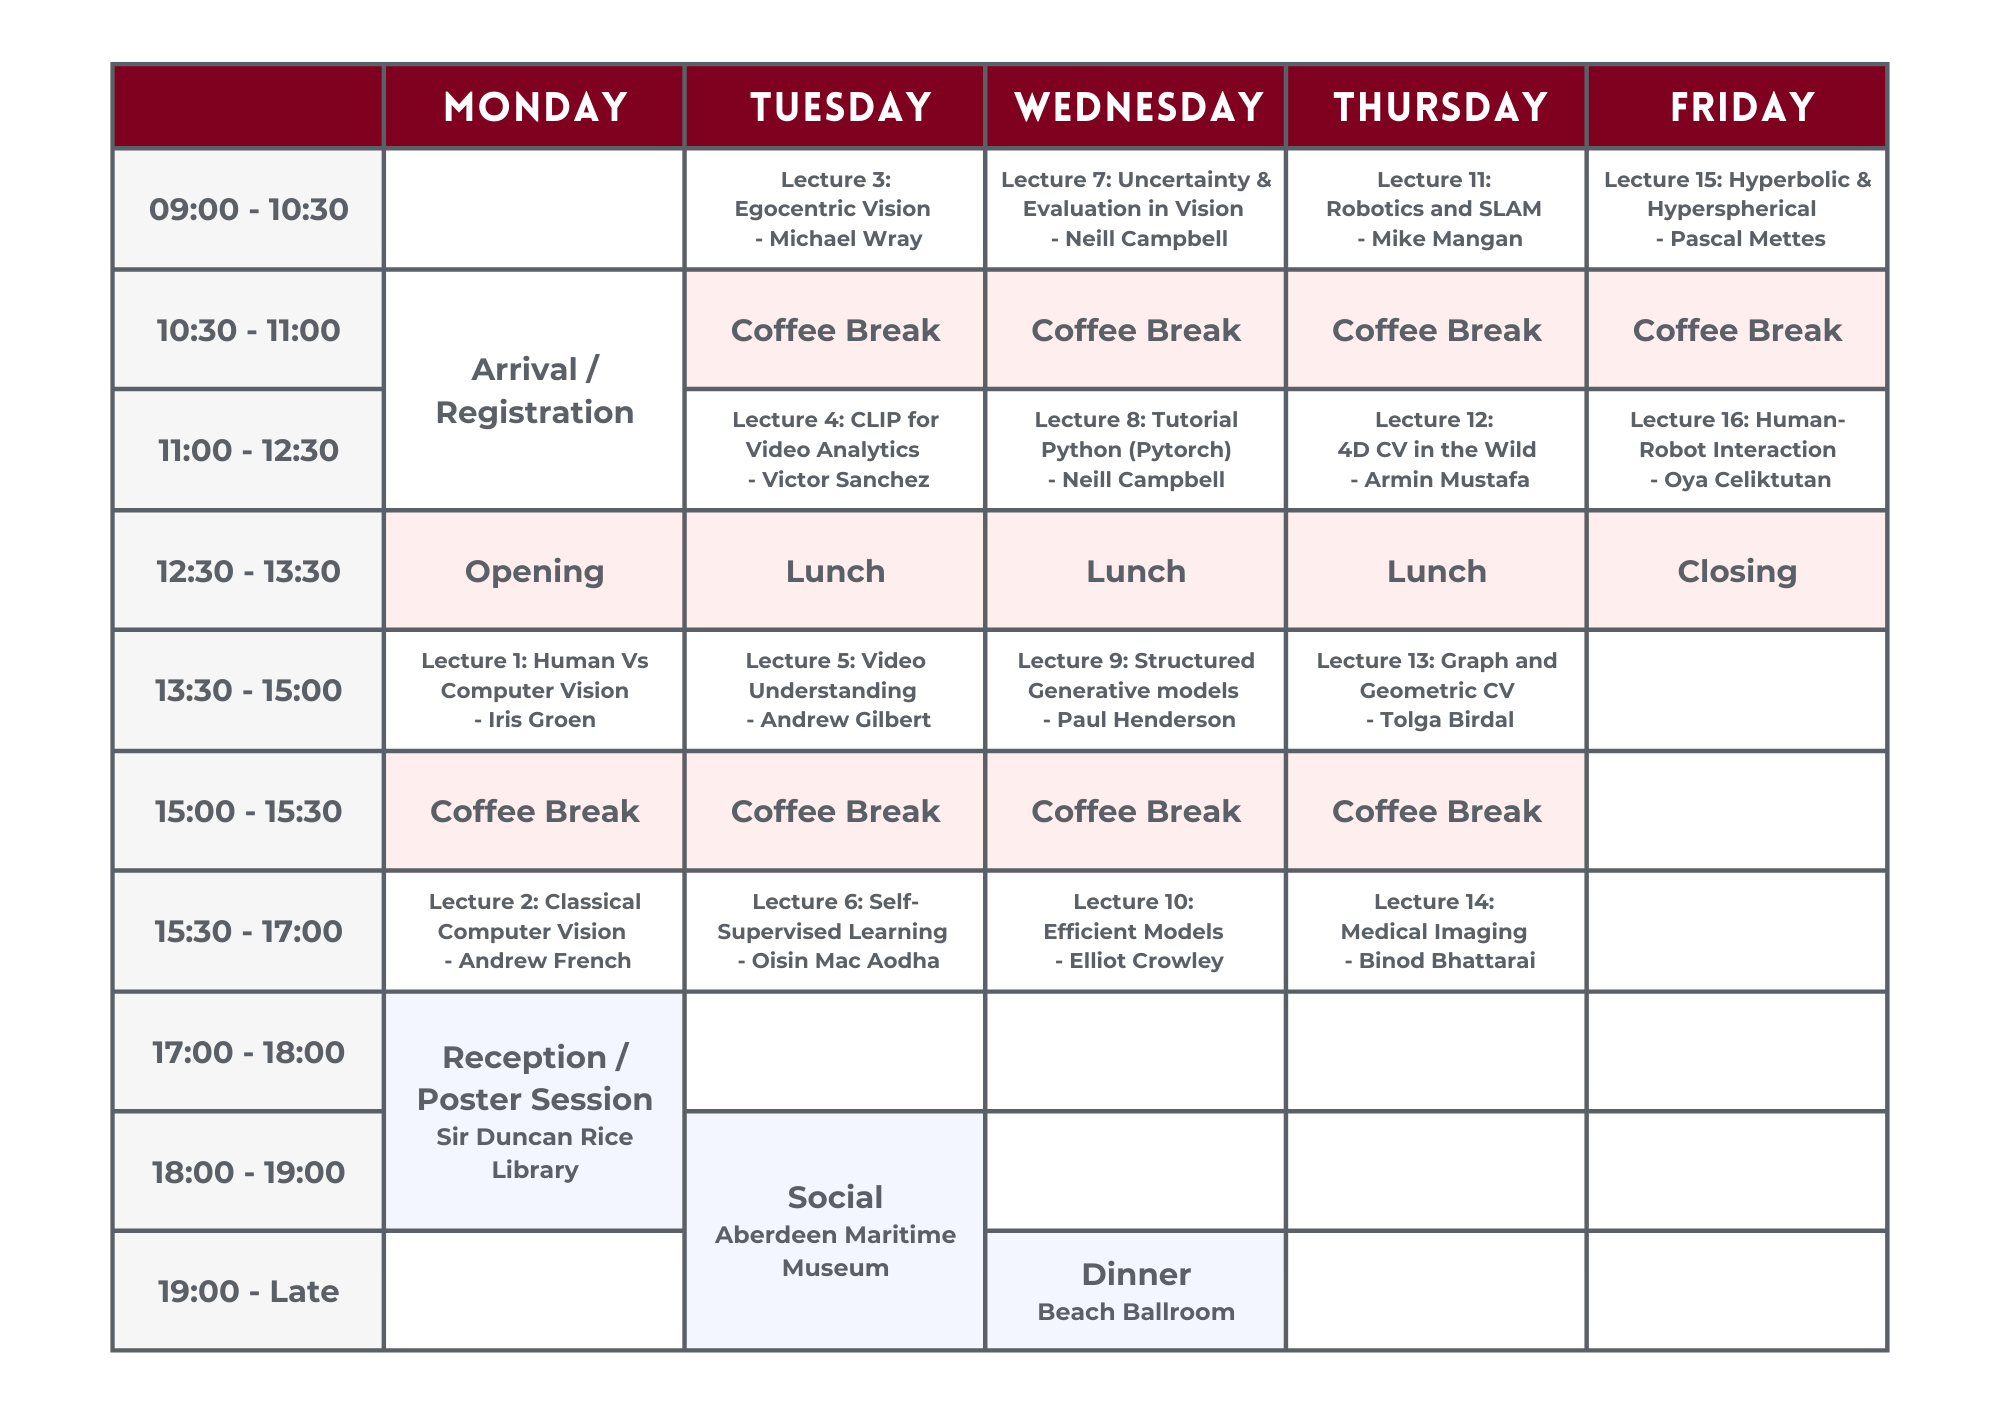 MONDAY
TUESDAY
WEDNESDAY
THURSDAY
FRIDAY
09:00 - 10:30
Lecture 3:
Egocentric Vision
- Michael Wray
Lecture 7: Uncertainty &
Evaluation in Vision
- Neill Campbell
Lecture 11:
Robotics and SLAM
- Mike Mangan
Lecture 15: Hyperbolic &
Hyperspherical
- Pascal Mettes
10:30 - 11:00
Arrival /
Registration
Coffee Break
Coffee Break
Coffee Break
Coffee Break
11:00 - 12:30
Lecture 4: CLIP for
Video Analytics
- Victor Sanchez
Lecture 8: Tutorial
Python (Pytorch)
- Neill Campbell
Lecture 12:
4D CV in the Wild
- Armin Mustafa
Lecture 16: Human-
Robot Interaction
- Oya Celiktutan
12:30 - 13:30
Opening
Lunch
Lunch
Lunch
Closing
13:30 - 15:00
Lecture 1: Human Vs
Computer Vision
- Iris Groen
Lecture 5: Video
Understanding
- Andrew Gilbert
Lecture 9: Structured
Generative models
- Paul Henderson
Lecture 13: Graph and
Geometric CV
- Tolga Birdal
15:00 - 15:30
Coffee Break
Coffee Break
Coffee Break
Coffee Break
15:30 - 17:00
Lecture 2: Classical
Computer Vision
- Andrew French
Lecture 6: Self-
Supervised Learning
- Oisin Mac Aodha
Lecture 10:
Efficient Models
- Elliot Crowley
Lecture 14:
Medical Imaging
- Binod Bhattarai
17:00 - 18:00
Reception /
Poster Session
Sir Duncan Rice
Library
18:00 - 19:00
Social
Aberdeen Maritime
Museum
19:00 - Late
Dinner
Beach Ballroom